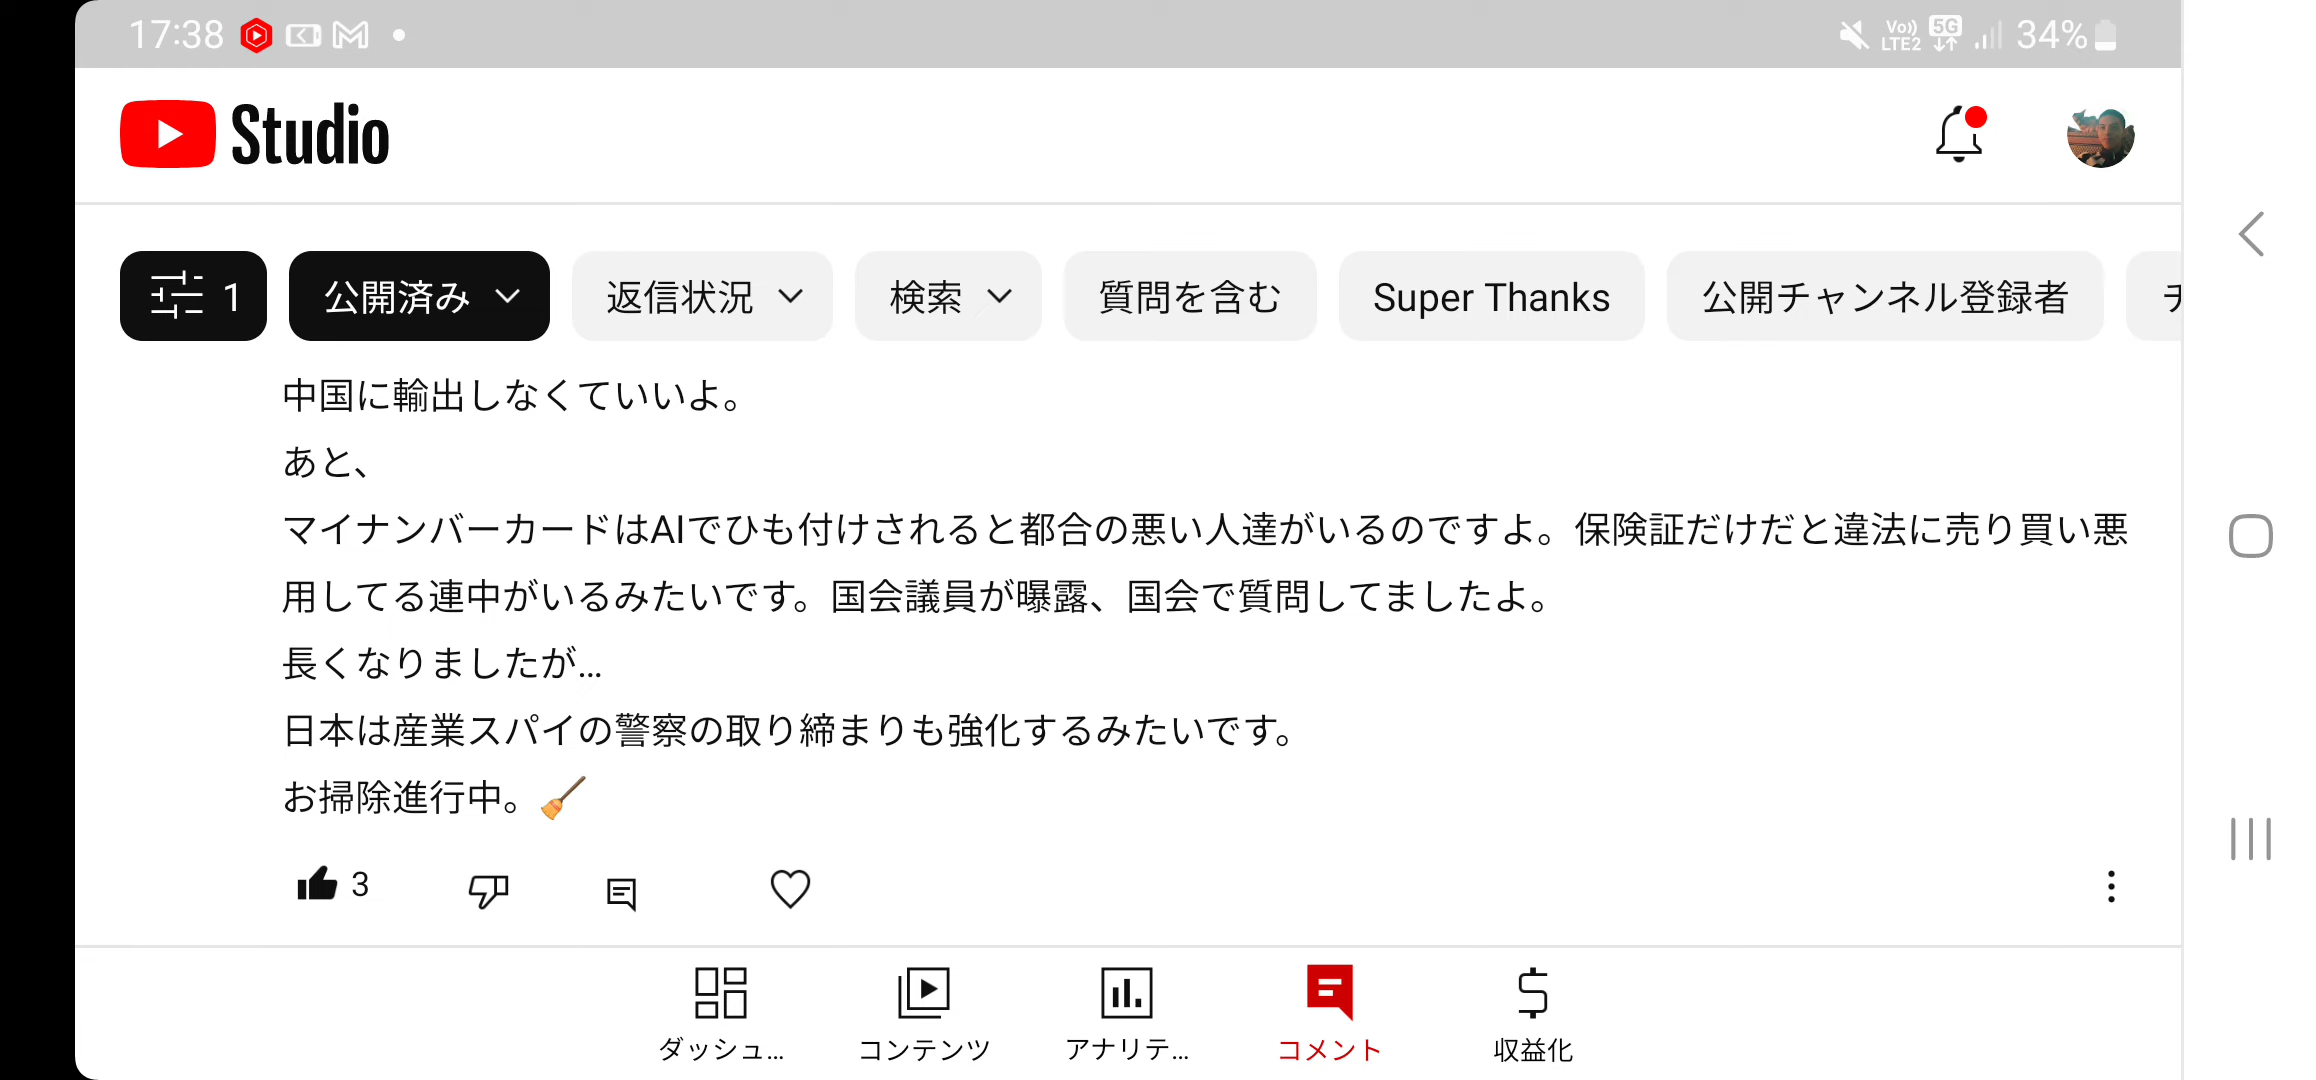 17:38
Vo)) LTE2 5G 34%
Studio
1 公開済み 返信状況 検索 質問を含む Super Thanks 公開チャンネル登録者
中国に輸出しなくていいよ。
あと、
マイナンバーカードはAIでひも付けされると都合の悪い人達がいるのですよ。保険証だけだと違法に売り買い悪
用してる連中がいるみたいです。国会議員が曝露、国会で質問してましたよ。
長くなりましたが...
日本は産業スパイの警察の取り締まりも強化するみたいです。
お掃除進行中。🧹
3
ダッシュ... コンテンツ アナリテ... コメント 収益化